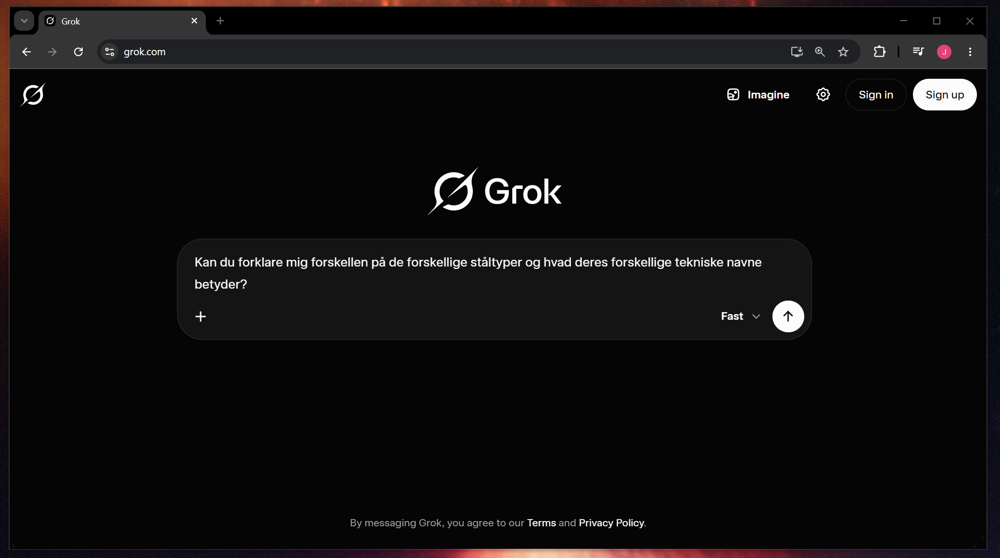 Grok
grok.com
J
Imagine
Sign in
Sign up
Grok
Kan du forklare mig forskellen på de forskellige ståltyper og hvad deres forskellige tekniske navne
betyder?
Fast
By messaging Grok, you agree to our Terms and Privacy Policy.